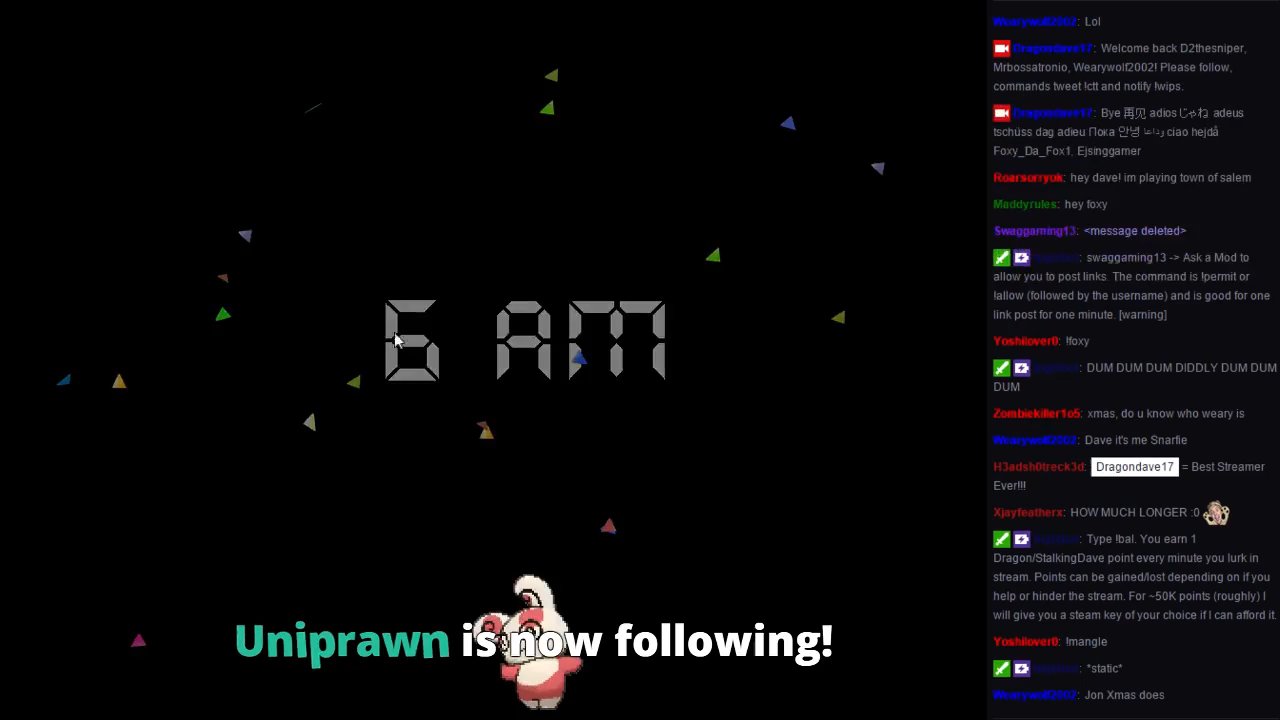 6 AM
Uniprawn is now following!
Wearywolf2002: Lol
Dragondave17: Welcome back D2thesniper,
Mrbossatronio, Wearywolf2002! Please follow,
commands tweet !ctt and notify !wips.
Dragondave17: Bye 再见 adios じゃね adeus
tschüss dag adieu Пока 안녕 ciao hejdå
Foxy_Da_Fox1, Ejsinggamer
Roarsorryuk: hey dave! im playing town of salem
Maddyrules: hey foxy
Swaggaming13: <message deleted>
swaggaming13 -> Ask a Mod to
allow you to post links. The command is !permit or
!allow (followed by the username) and is good for one
link post for one minute. [warning]
Yoshilover0: !foxy
DUM DUM DUM DIDDLY DUM DUM
DUM
Zombiekiller1o5: xmas, do u know who weary is
Wearywolf2002: Dave it's me Snarfie
H3adsh0treck3d: Dragondave17 = Best Streamer
Ever!!!
Xjayfeatherx: HOW MUCH LONGER :0
Type !bal. You earn 1
Dragon/StalkingDave point every minute you lurk in
stream. Points can be gained/lost depending on if you
help or hinder the stream. For ~50K points (roughly) I
will give you a steam key of your choice if I can afford it.
Yoshilover0: !mangle
*static*
Wearywolf2002: Jon Xmas does